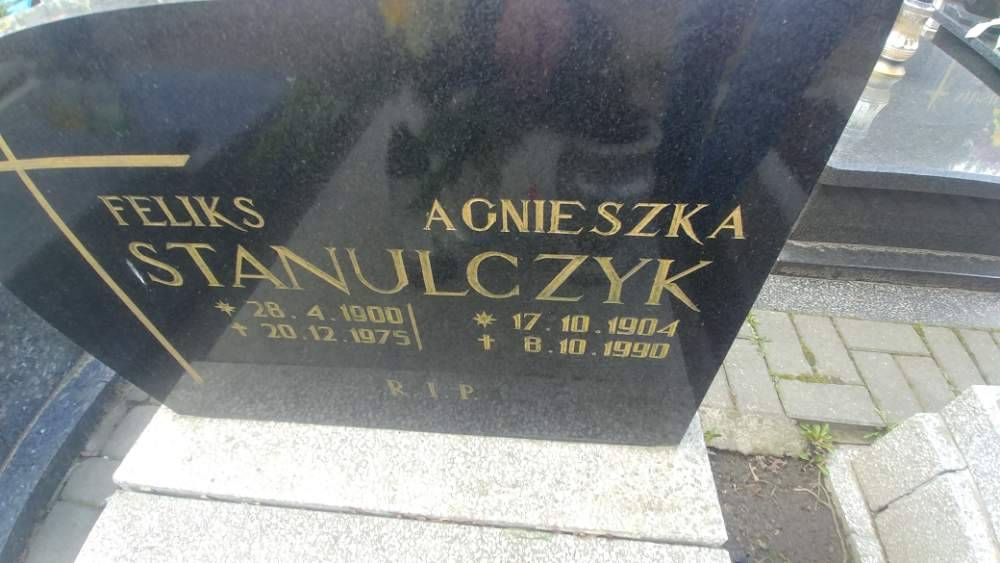 FELIKS AGNIESZKA
STANULCZYK
* 28.4.1900 * 17.10.1904
✝ 20.12.1975 ✝ 8.10.1990
R I P.